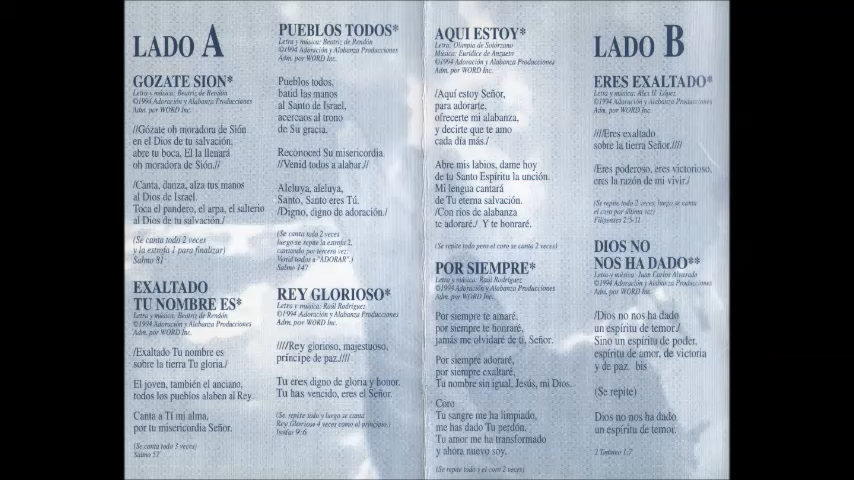 LADO A
GOZATE SION*
Letra y música: Beatriz de Rendón
©1994 Adoración y Alabanza Producciones
Adm. por WORD Inc.
//Gózate oh moradora de Sión
en el Dios de tu salvación,
abre tu boca, El la llenará
oh moradora de Sión.//
/Canta, danza, alza tus manos
al Dios de Israel.
Toca el pandero, el arpa, el salterio
al Dios de tu salvación./
(Se canta todo 2 veces
y la estrofa 1 para finalizar)
Salmo 81
EXALTADO
TU NOMBRE ES*
Letra y música: Beatriz de Rendón
©1994 Adoración y Alabanza Producciones
Adm. por WORD Inc.
/Exaltado Tu nombre es
sobre la tierra Tu gloria./
El joven, también el anciano,
todos los pueblos alaben al Rey.
Canta a Tí mi alma,
por tu misericordia Señor.
(Se canta todo 3 veces)
Salmo 57
PUEBLOS TODOS*
Letra y música: Beatriz de Rendón
©1994 Adoración y Alabanza Producciones
Adm. por WORD Inc.
Pueblos todos,
batid las manos
al Santo de Israel,
acercaos al trono
de Su gracia.
Reconoced Su misericordia
//Venid todos a alabar.//
Aleluya, aleluya,
Santo, Santo eres Tú.
/Digno, digno de adoración./
(Se canta todo 2 veces
luego se repite la estrofa 2,
cantando por tercera vez:
Venid todos a "ADORAR".)
Salmo 147
REY GLORIOSO*
Letra y música: Raúl Rodríguez
©1994 Adoración y Alabanza Producciones
Adm. por WORD Inc.
////Rey glorioso, majestuoso,
príncipe de paz.////
Tu eres digno de gloria y honor.
Tu has vencido, eres el Señor.
(Se repite todo y luego se canta
Rey Glorioso 4 veces como al principio.)
Isaías 9:6
AQUI ESTOY*
Letra: Olimpia de Solórzano
Música: Eurídice de Anzueto
©1994 Adoración y Alabanza Producciones
Adm. por WORD Inc.
/Aquí estoy Señor,
para adorarte,
ofrecerte mi alabanza,
y decirte que te amo
cada día más./
Abre mis labios, dame hoy
de tu Santo Espíritu la unción.
Mi lengua cantará
de Tu eterna salvación.
/Con ríos de alabanza
te adoraré./ Y te honraré.
(Se repite todo pero el coro se canta 2 veces)
POR SIEMPRE*
Letra y música: Raúl Rodríguez
©1994 Adoración y Alabanza Producciones
Adm. por WORD Inc.
Por siempre te amaré,
por siempre te honraré,
jamás me olvidaré de tí, Señor.
Por siempre adoraré,
por siempre exaltaré,
Tu nombre sin igual, Jesús, mi Dios.
Coro
Tu sangre me ha limpiado,
me has dado Tu perdón.
Tu amor me ha transformado
y ahora nuevo soy.
(Se repite todo y el coro 2 veces)
LADO B
ERES EXALTADO*
Letra y música: Alex H. López
©1994 Adoración y Alabanza Producciones
Adm. por WORD Inc.
////Eres exaltado
sobre la tierra Señor.////
/Eres poderoso, eres victorioso,
eres la razón de mi vivir./
(Se repite todo 2 veces, luego se canta
el coro por última vez)
Filipenses 2:5-11
DIOS NO
NOS HA DADO**
Letra y música: Juan Carlos Alvarado
©1994 Adoración y Alabanza Producciones
Adm. por WORD Inc.
/Dios no nos ha dado
un espíritu de temor./
Sino un espíritu de poder,
espíritu de amor, de victoria
y de paz. bis
(Se repite)
Dios no nos ha dado
un espíritu de temor.
2 Timoteo 1:7